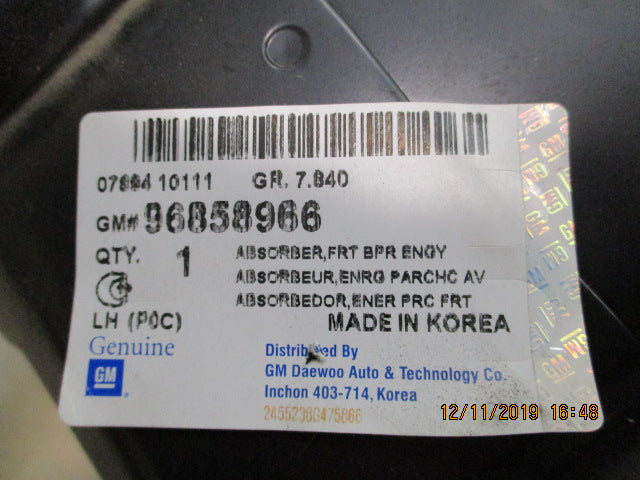 10111 GR. 7.840
GM# 96858966
QTY. 1
ABSORBER,FRT BPR ENGY
ABSORBEUR,ENRG PARCHC AV
ABSORBEDOR,ENER PRC FRT
LH (P0C) MADE IN KOREA
Genuine
GM
Distributed By
GM Daewoo Auto & Technology Co.
Inchon 403-714, Korea
12/11/2019 16:48